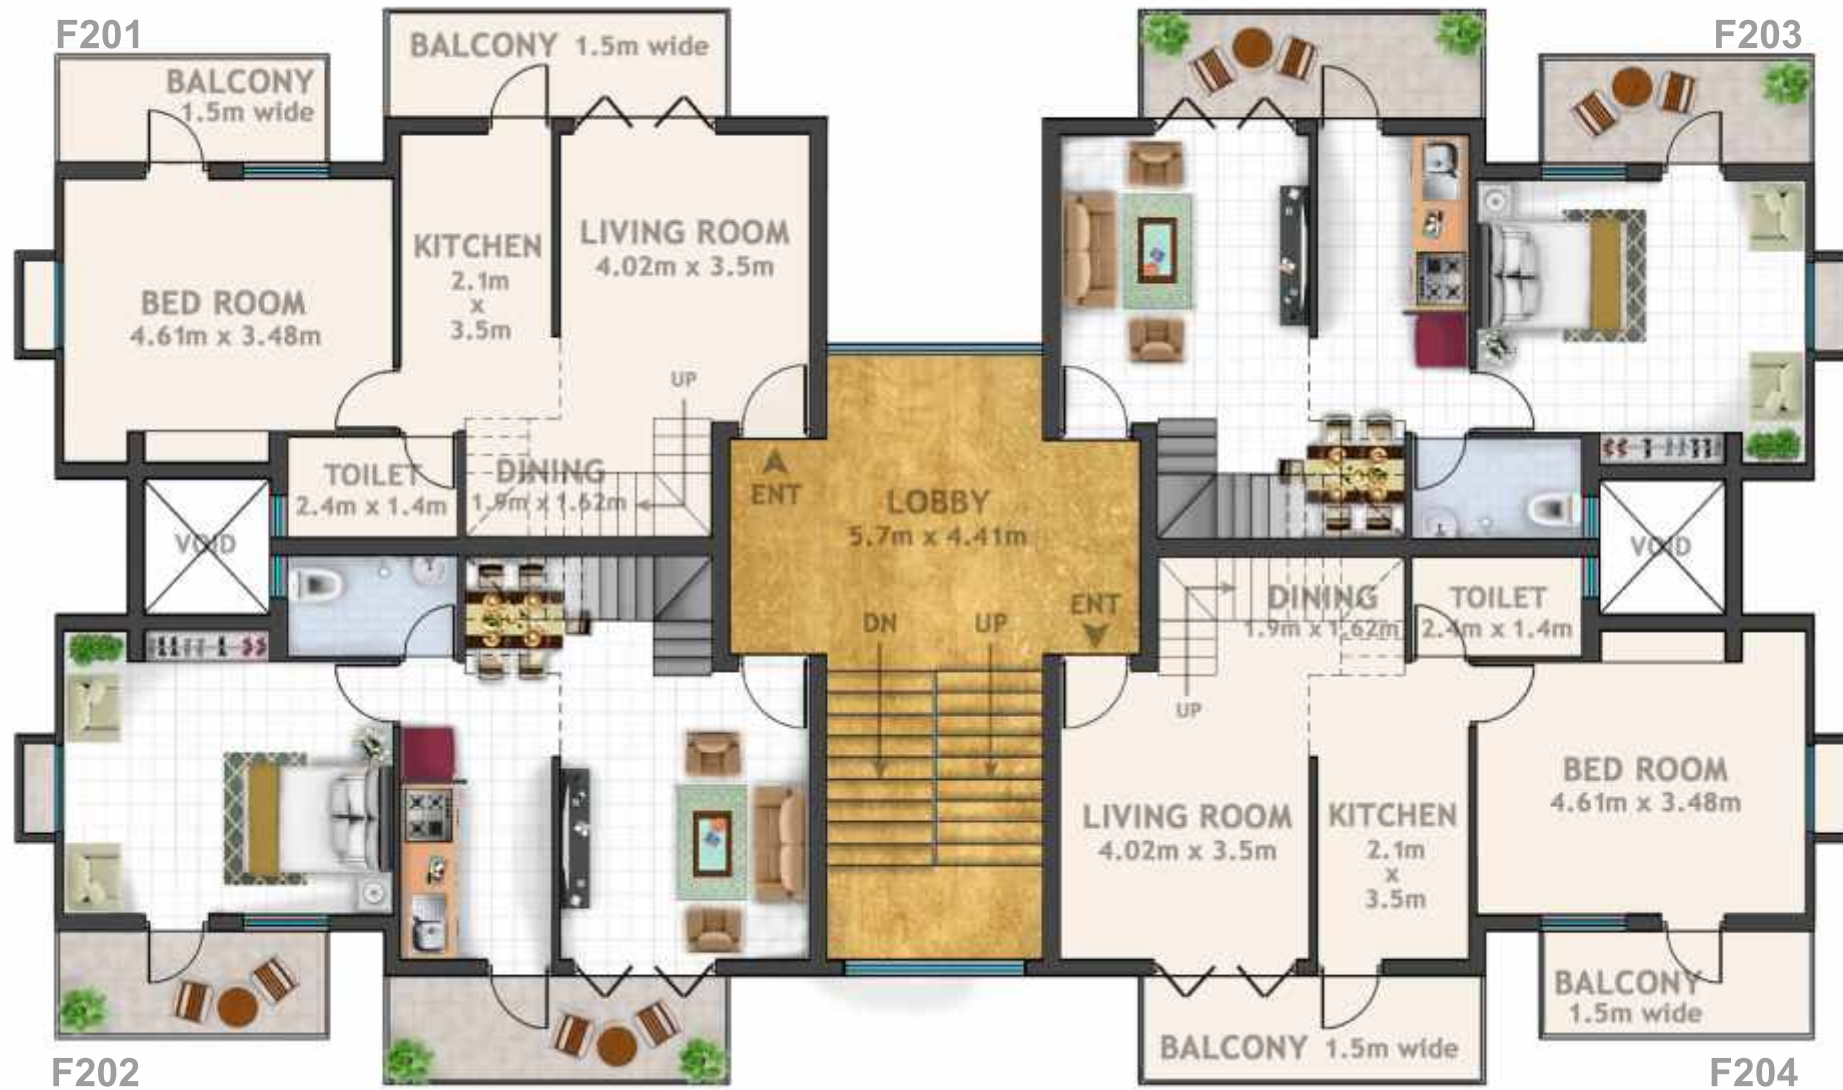 F201
F203
BALCONY 1.5m wide
BALCONY
1.5m wide
KITCHEN
2.1m
x
3.5m
LIVING ROOM
4.02m x 3.5m
BED ROOM
4.61m x 3.48m
UP
TOILET
2.4m x 1.4m
DINING
1.9m x 1.62m
ENT
LOBBY
5.7m x 4.41m
VOID
VOID
DN
UP
ENT
DINING
1.9m x 1.62m
TOILET
2.4m x 1.4m
UP
LIVING ROOM
4.02m x 3.5m
KITCHEN
2.1m
x
3.5m
BED ROOM
4.61m x 3.48m
BALCONY
1.5m wide
BALCONY 1.5m wide
F202
F204